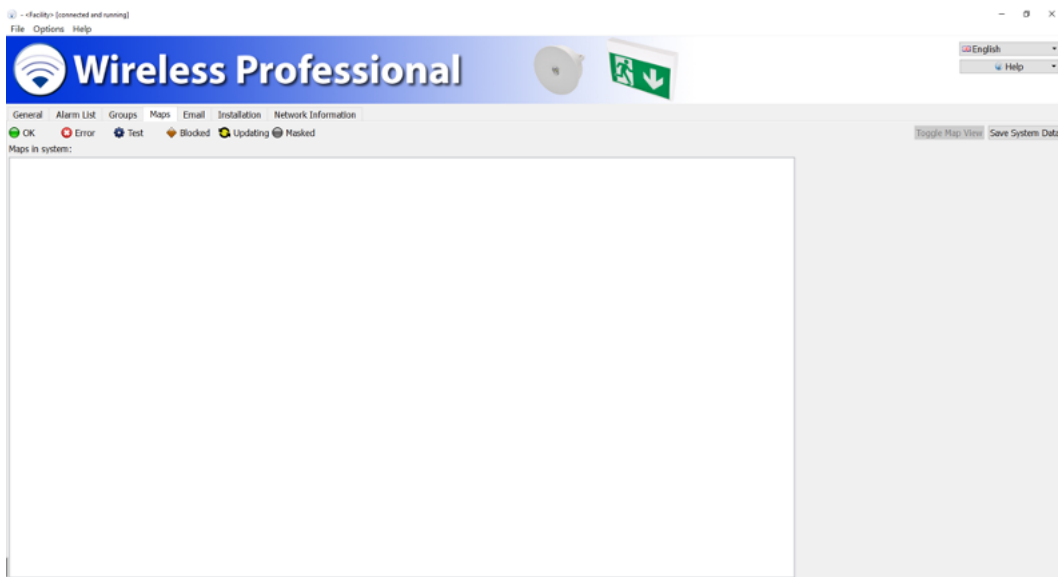 - <Facility> [connected and running]
File Options Help
Wireless Professional
English
Help
General Alarm List Groups Maps Email Installation Network Information
OK Error Test Blocked Updating Masked
Toggle Map View Save System Data
Maps in system: